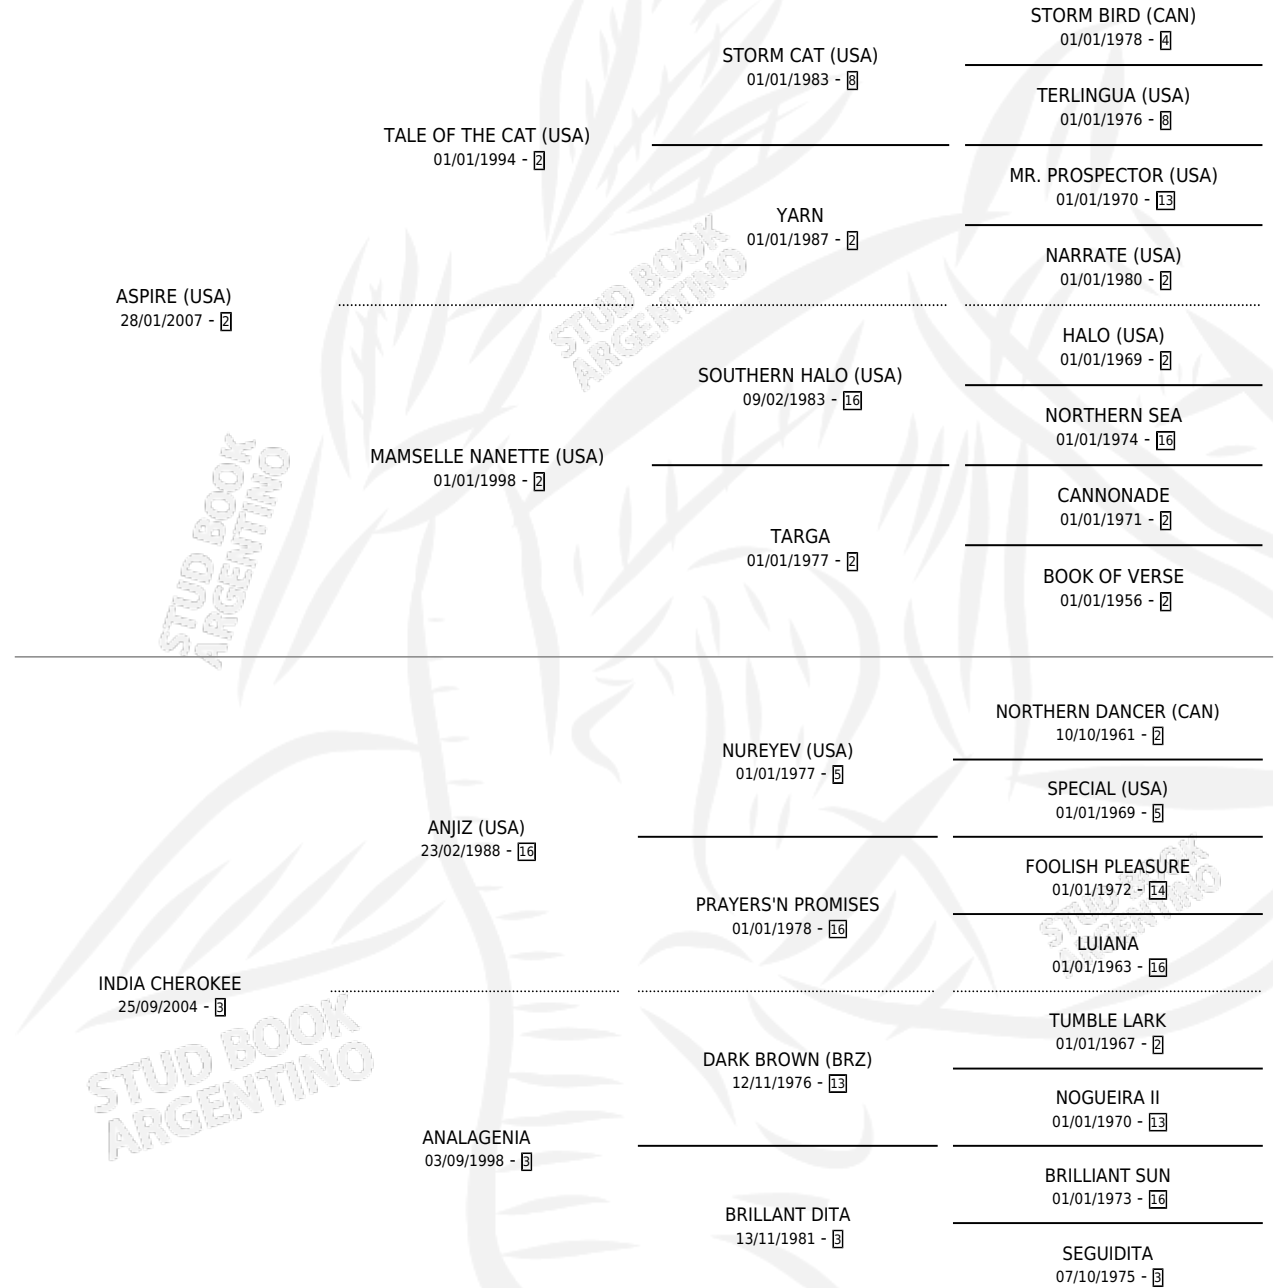 STORM BIRD (CAN)
01/01/1978 - 4
STORM CAT (USA)
01/01/1983 - 8
TERLINGUA (USA)
01/01/1976 - 8
TALE OF THE CAT (USA)
01/01/1994 - 2
MR. PROSPECTOR (USA)
01/01/1970 - 13
YARN
01/01/1987 - 2
NARRATE (USA)
01/01/1980 - 2
ASPIRE (USA)
28/01/2007 - 2
HALO (USA)
01/01/1969 - 2
SOUTHERN HALO (USA)
09/02/1983 - 16
NORTHERN SEA
01/01/1974 - 16
MAMSELLE NANETTE (USA)
01/01/1998 - 2
CANNONADE
01/01/1971 - 2
TARGA
01/01/1977 - 2
BOOK OF VERSE
01/01/1956 - 2
STUD BOOK
ARGENTINO
STUD BOOK
ARGENTINO
NORTHERN DANCER (CAN)
10/10/1961 - 2
NUREYEV (USA)
01/01/1977 - 5
SPECIAL (USA)
01/01/1969 - 5
ANJIZ (USA)
23/02/1988 - 16
FOOLISH PLEASURE
01/01/1972 - 14
PRAYERS'N PROMISES
01/01/1978 - 16
LUIANA
01/01/1963 - 16
INDIA CHEROKEE
25/09/2004 - 3
TUMBLE LARK
01/01/1967 - 2
DARK BROWN (BRZ)
12/11/1976 - 13
NOGUEIRA II
01/01/1970 - 13
ANALAGENIA
03/09/1998 - 3
BRILLIANT SUN
01/01/1973 - 16
BRILLANT DITA
13/11/1981 - 3
SEGUIDITA
07/10/1975 - 3
STUD BOOK
ARGENTINO
STUD BOOK
ARGENTINO